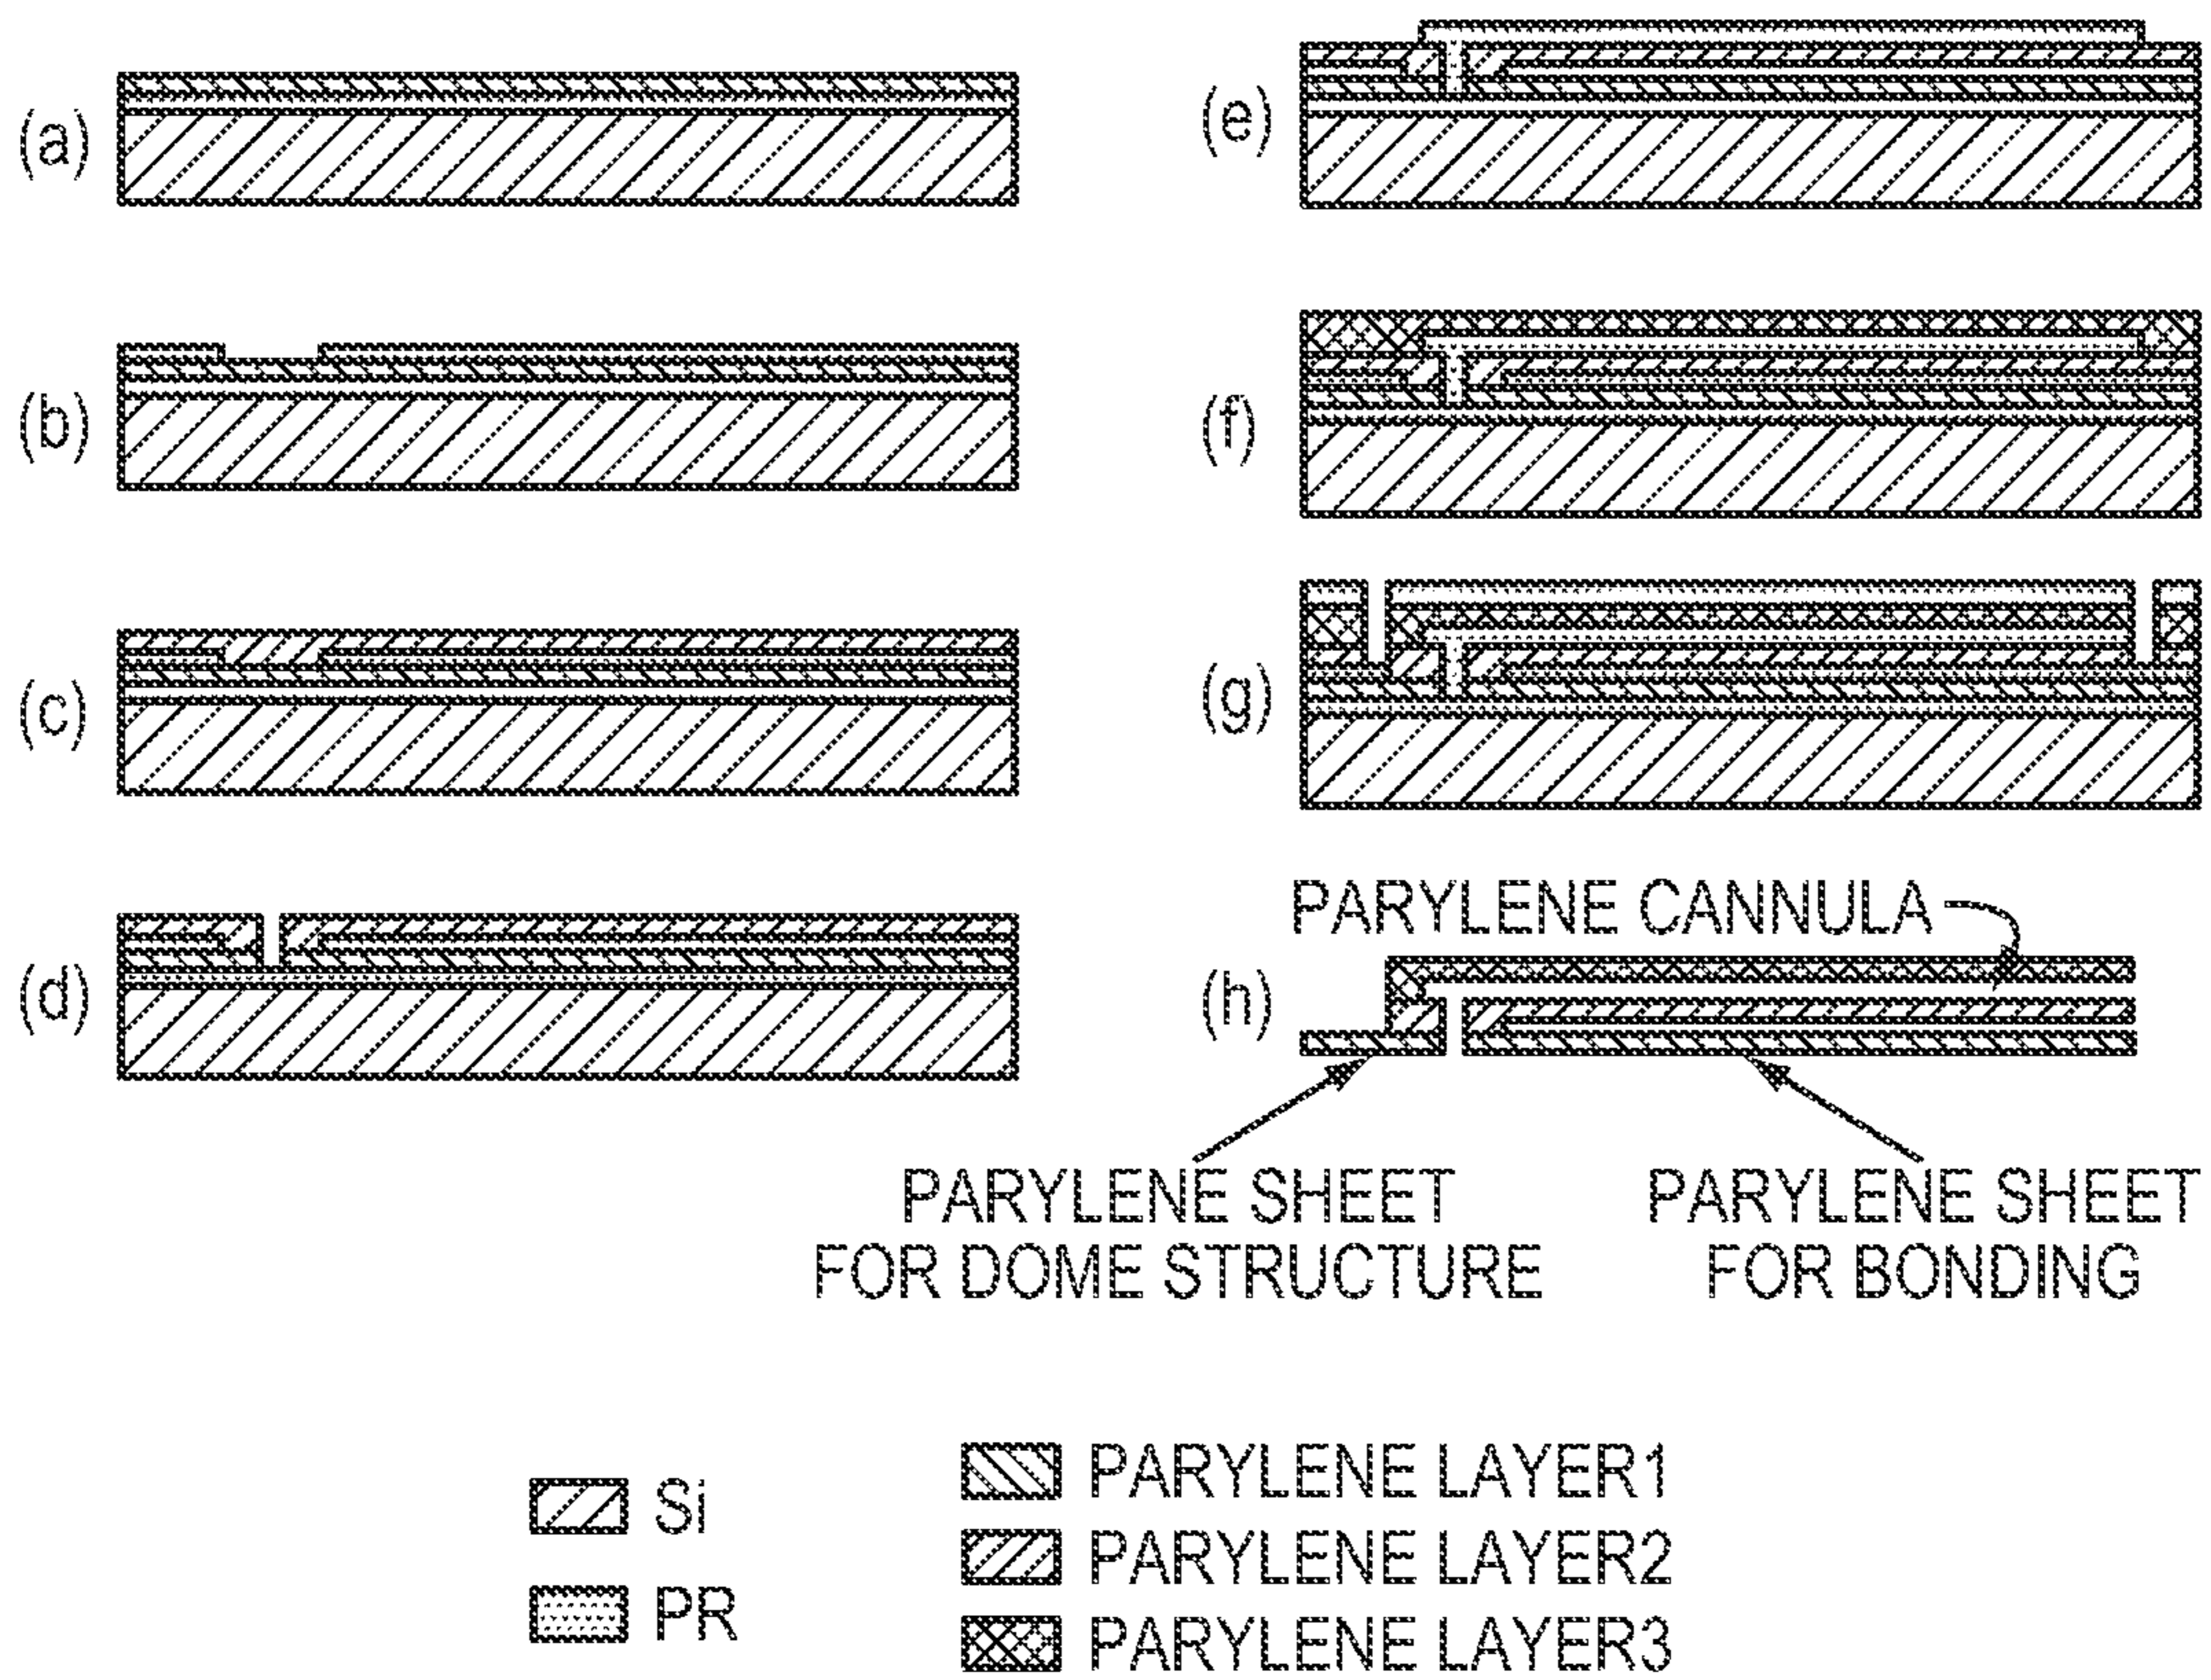 (a)
(b)
(c)
(d)
(e)
(f)
(g)
PARYLENE CANNULA
(h)
PARYLENE SHEET
FOR DOME STRUCTURE
PARYLENE SHEET
FOR BONDING
Si
PR
PARYLENE LAYER1
PARYLENE LAYER2
PARYLENE LAYER3